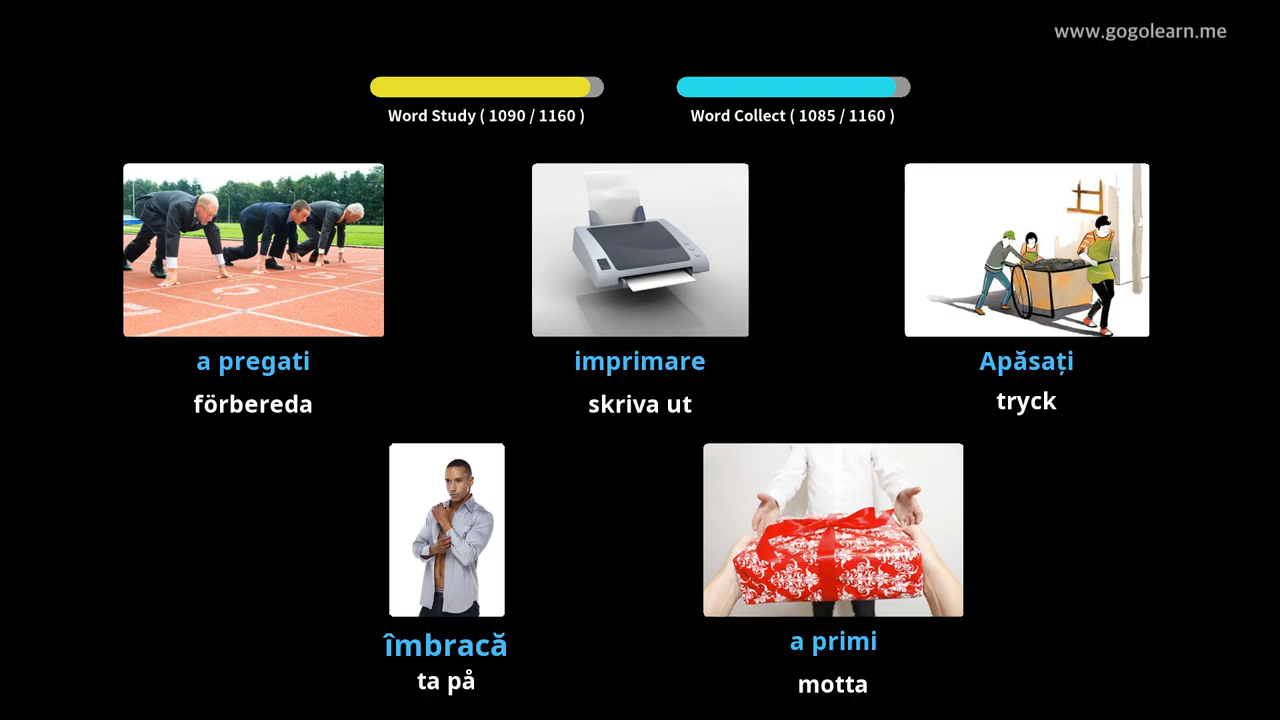 www.gogolearn.me
Word Study ( 1090 / 1160 )
Word Collect ( 1085 / 1160 )
a pregati
imprimare
Apăsați
förbereda
skriva ut
tryck
îmbracă
a primi
ta på
motta